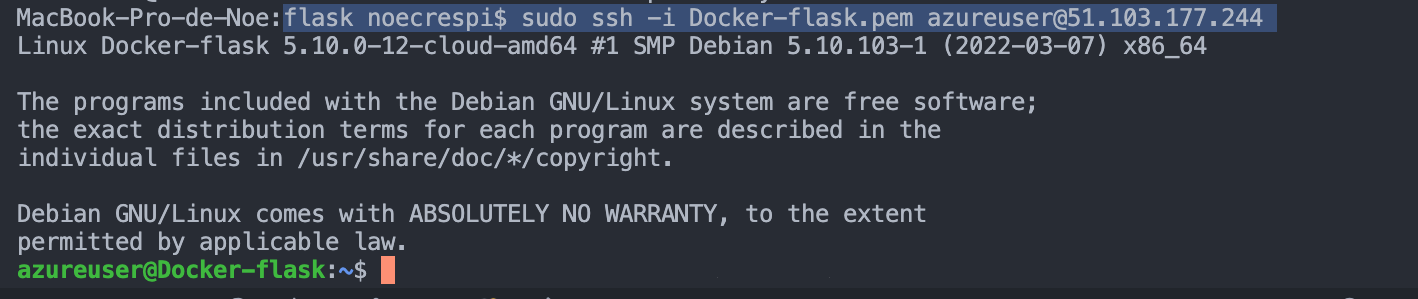 MacBook-Pro-de-Noe:flask noecrespi$ sudo ssh -i Docker-flask.pem azureuser@51.103.177.244
Linux Docker-flask 5.10.0-12-cloud-amd64 #1 SMP Debian 5.10.103-1 (2022-03-07) x86_64
The programs included with the Debian GNU/Linux system are free software;
the exact distribution terms for each program are described in the
individual files in /usr/share/doc/*/copyright.
Debian GNU/Linux comes with ABSOLUTELY NO WARRANTY, to the extent
permitted by applicable law.
azureuser@Docker-flask:~$